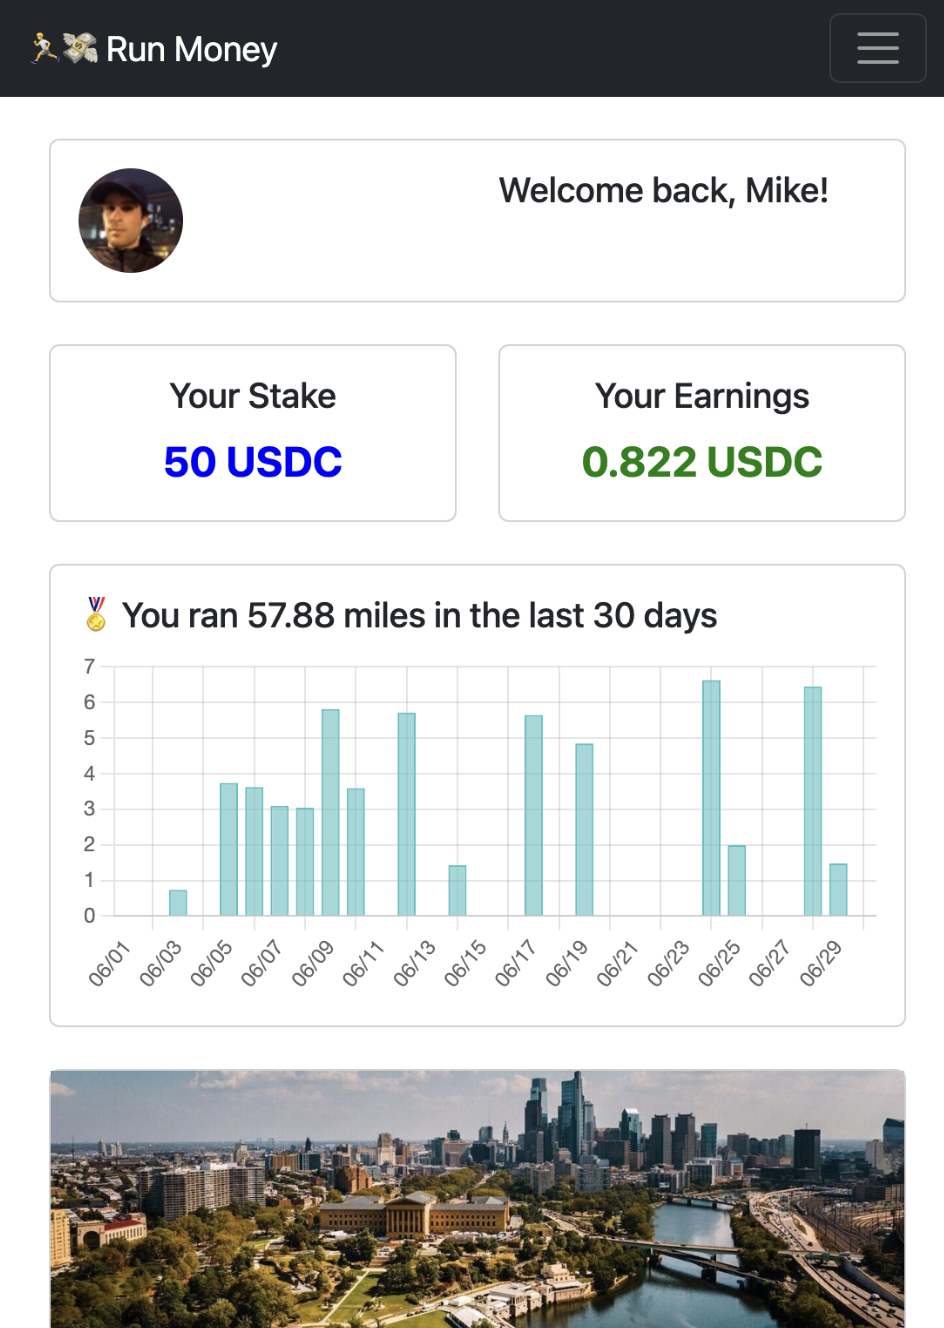 🏃💸 Run Money
Welcome back, Mike!
Your Stake
50 USDC
Your Earnings
0.822 USDC
🏅 You ran 57.88 miles in the last 30 days
7
6
5
4
3
2
1
0
06/01 06/03 06/05 06/07 06/09 06/11 06/13 06/15 06/17 06/19 06/21 06/23 06/25 06/27 06/29